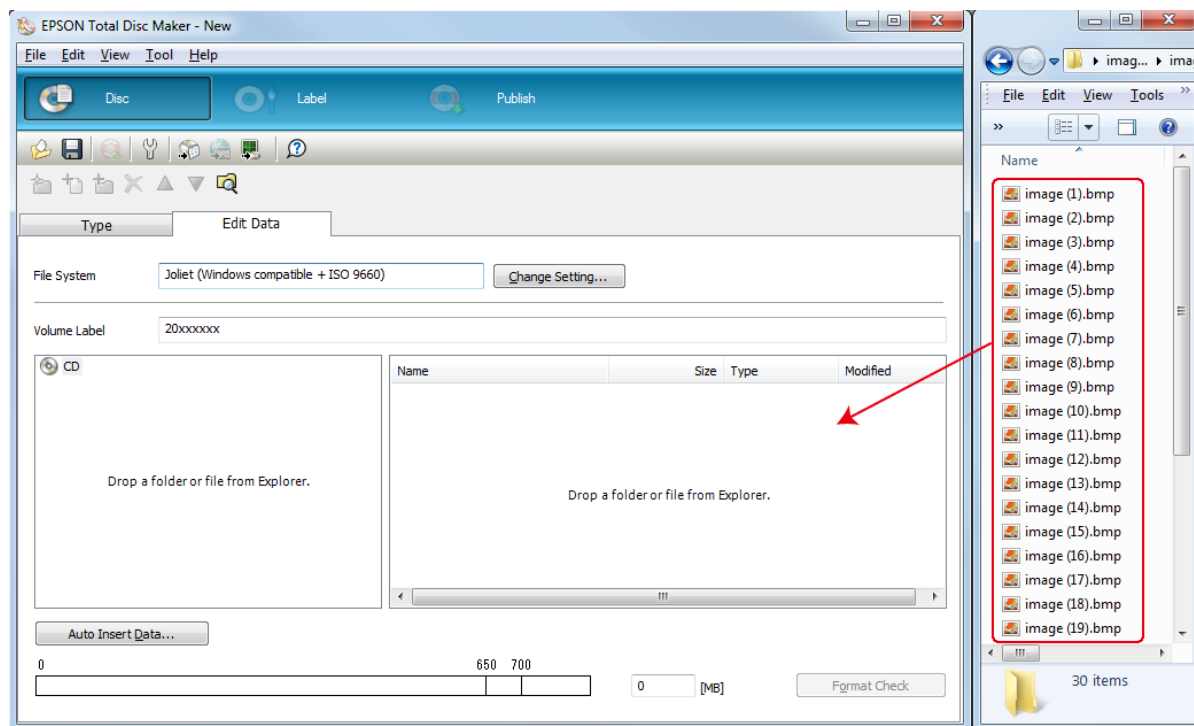 EPSON Total Disc Maker - New
File Edit View Tool Help
Disc Label Publish
Type Edit Data
File System Joliet (Windows compatible + ISO 9660) Change Setting...
Volume Label 20xxxxxx
CD
Name Size Type Modified
Drop a folder or file from Explorer.
Drop a folder or file from Explorer.
Auto Insert Data...
0 650 700
0 [MB] Format Check
imag... ima
File Edit View Tools »
»
Name
image (1).bmp
image (2).bmp
image (3).bmp
image (4).bmp
image (5).bmp
image (6).bmp
image (7).bmp
image (8).bmp
image (9).bmp
image (10).bmp
image (11).bmp
image (12).bmp
image (13).bmp
image (14).bmp
image (15).bmp
image (16).bmp
image (17).bmp
image (18).bmp
image (19).bmp
30 items